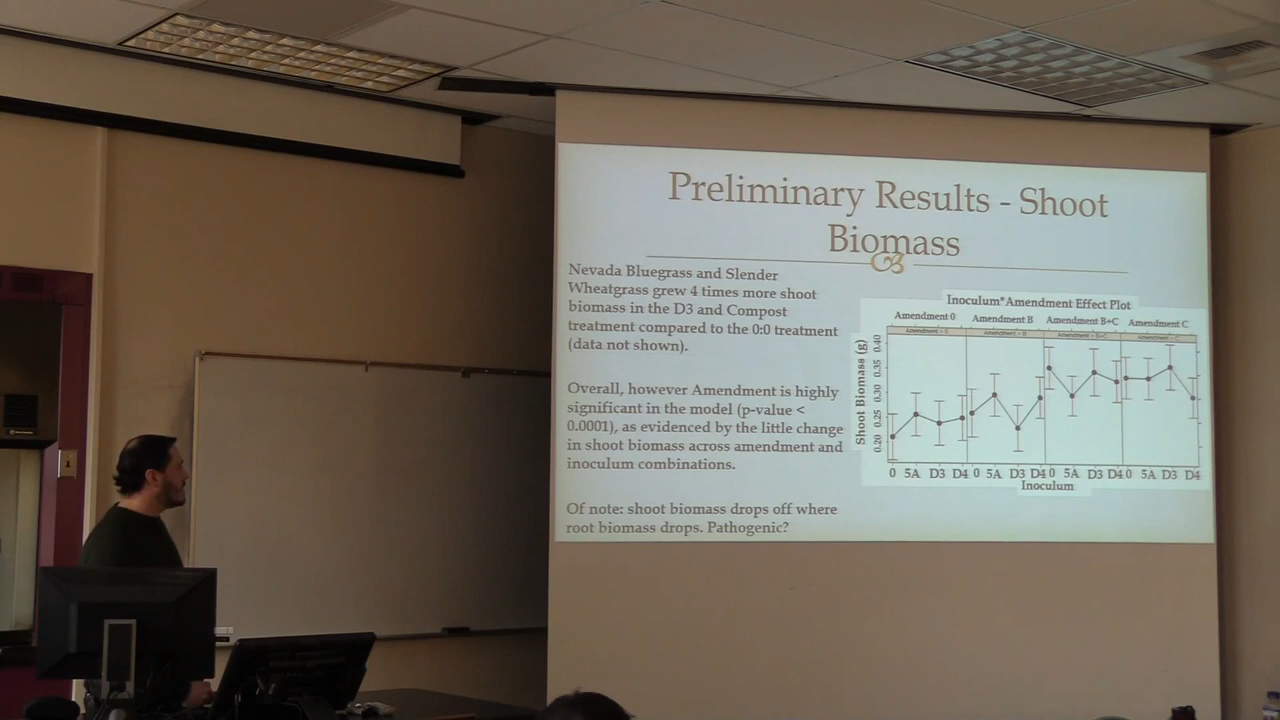 Preliminary Results - Shoot
Biomass
Nevada Bluegrass and Slender
Wheatgrass grew 4 times more shoot
biomass in the D3 and Compost
treatment compared to the 0:0 treatment
(data not shown).
Overall, however Amendment is highly
significant in the model (p-value <
0.0001), as evidenced by the little change
in shoot biomass across amendment and
inoculum combinations.
Of note: shoot biomass drops off where
root biomass drops. Pathogenic?
Inoculum*Amendment Effect Plot
Amendment 0 Amendment B Amendment B+C Amendment C
Shoot Biomass (g)
0.40
0.35
0.30
0.25
0.20
0 5A D3 D4 0 5A D3 D4 0 5A D3 D4 0 5A D3 D4
Inoculum